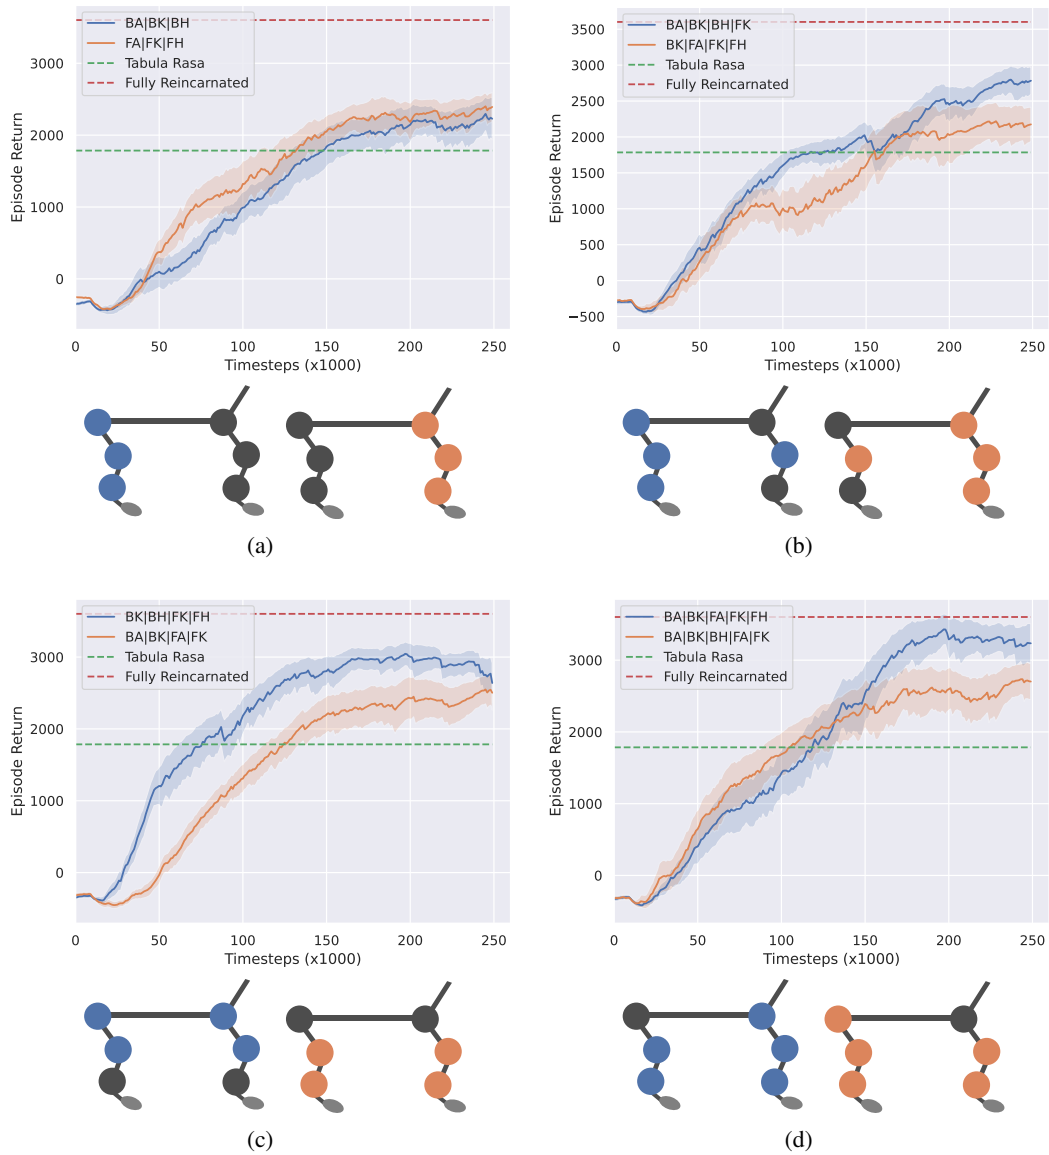 BA|BK|BH
FA|FK|FH
Tabula Rasa
Fully Reincarnated
3000
2000
1000
0
Episode Return
0 50 100 150 200 250
Timesteps (x1000)
(a)
BA|BK|BH|FK
BK|FA|FK|FH
Tabula Rasa
Fully Reincarnated
3500
3000
2500
2000
1500
1000
500
0
−500
Episode Return
0 50 100 150 200 250
Timesteps (x1000)
(b)
BK|BH|FK|FH
BA|BK|FA|FK
Tabula Rasa
Fully Reincarnated
3000
2000
1000
0
Episode Return
0 50 100 150 200 250
Timesteps (x1000)
(c)
BA|BK|FA|FK|FH
BA|BK|BH|FA|FK
Tabula Rasa
Fully Reincarnated
3000
2000
1000
0
Episode Return
0 50 100 150 200 250
Timesteps (x1000)
(d)